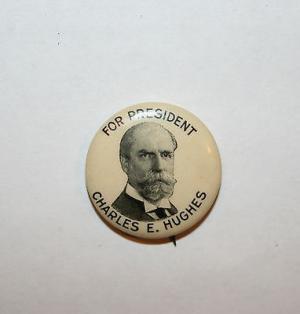 FOR PRESIDENT
CHARLES E. HUGHES